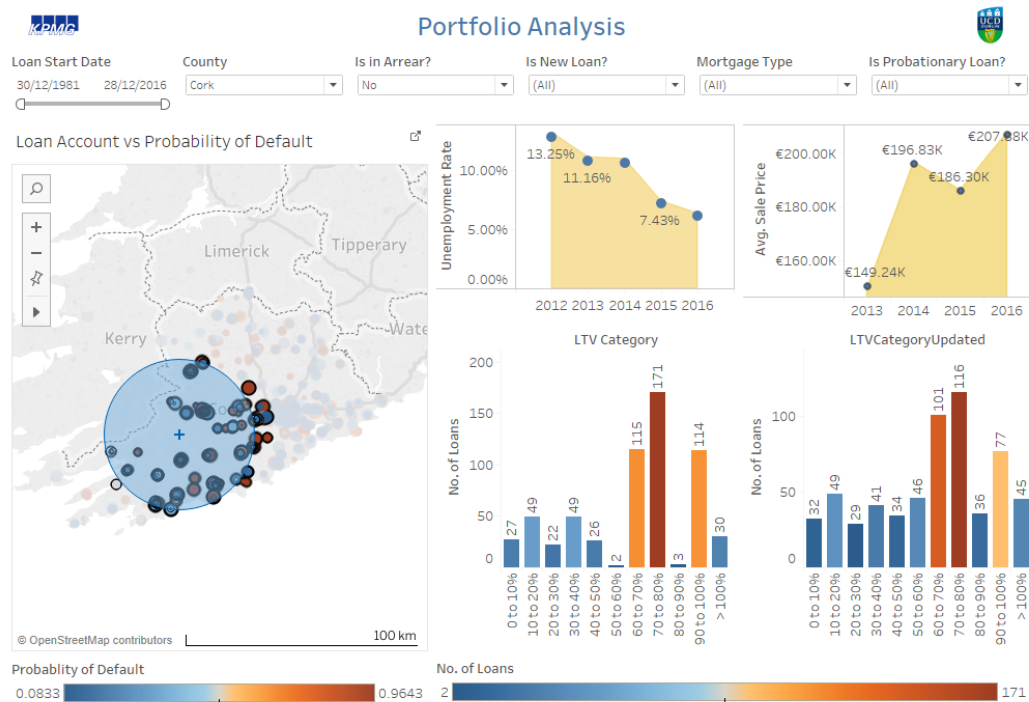 KPMG
Portfolio Analysis
UCD
DUBLIN
Loan Start Date
30/12/1981 28/12/2016
County
Cork
Is in Arrear?
No
Is New Loan?
(All)
Mortgage Type
(All)
Is Probationary Loan?
(All)
Loan Account vs Probability of Default
Limerick
Tipperary
Kerry
Wate
© OpenStreetMap contributors
100 km
Unemployment Rate
10.00%
5.00%
0.00%
13.25%
11.16%
7.43%
2012 2013 2014 2015 2016
Avg. Sale Price
€200.00K
€180.00K
€160.00K
€149.24K
€196.83K
€186.30K
€207.38K
2013 2014 2015 2016
LTV Category
No. of Loans
200
150
100
50
0
27 49 22 49 26 2 115 171 3 114 30
0 to 10% 10 to 20% 20 to 30% 30 to 40% 40 to 50% 50 to 60% 60 to 70% 70 to 80% 80 to 90% 90 to 100% > 100%
LTVCategoryUpdated
No. of Loans
100
50
0
32 49 29 41 34 46 101 116 36 77 45
0 to 10% 10 to 20% 20 to 30% 30 to 40% 40 to 50% 50 to 60% 60 to 70% 70 to 80% 80 to 90% 90 to 100% > 100%
Probablity of Default
0.0833 0.9643
No. of Loans
2 171